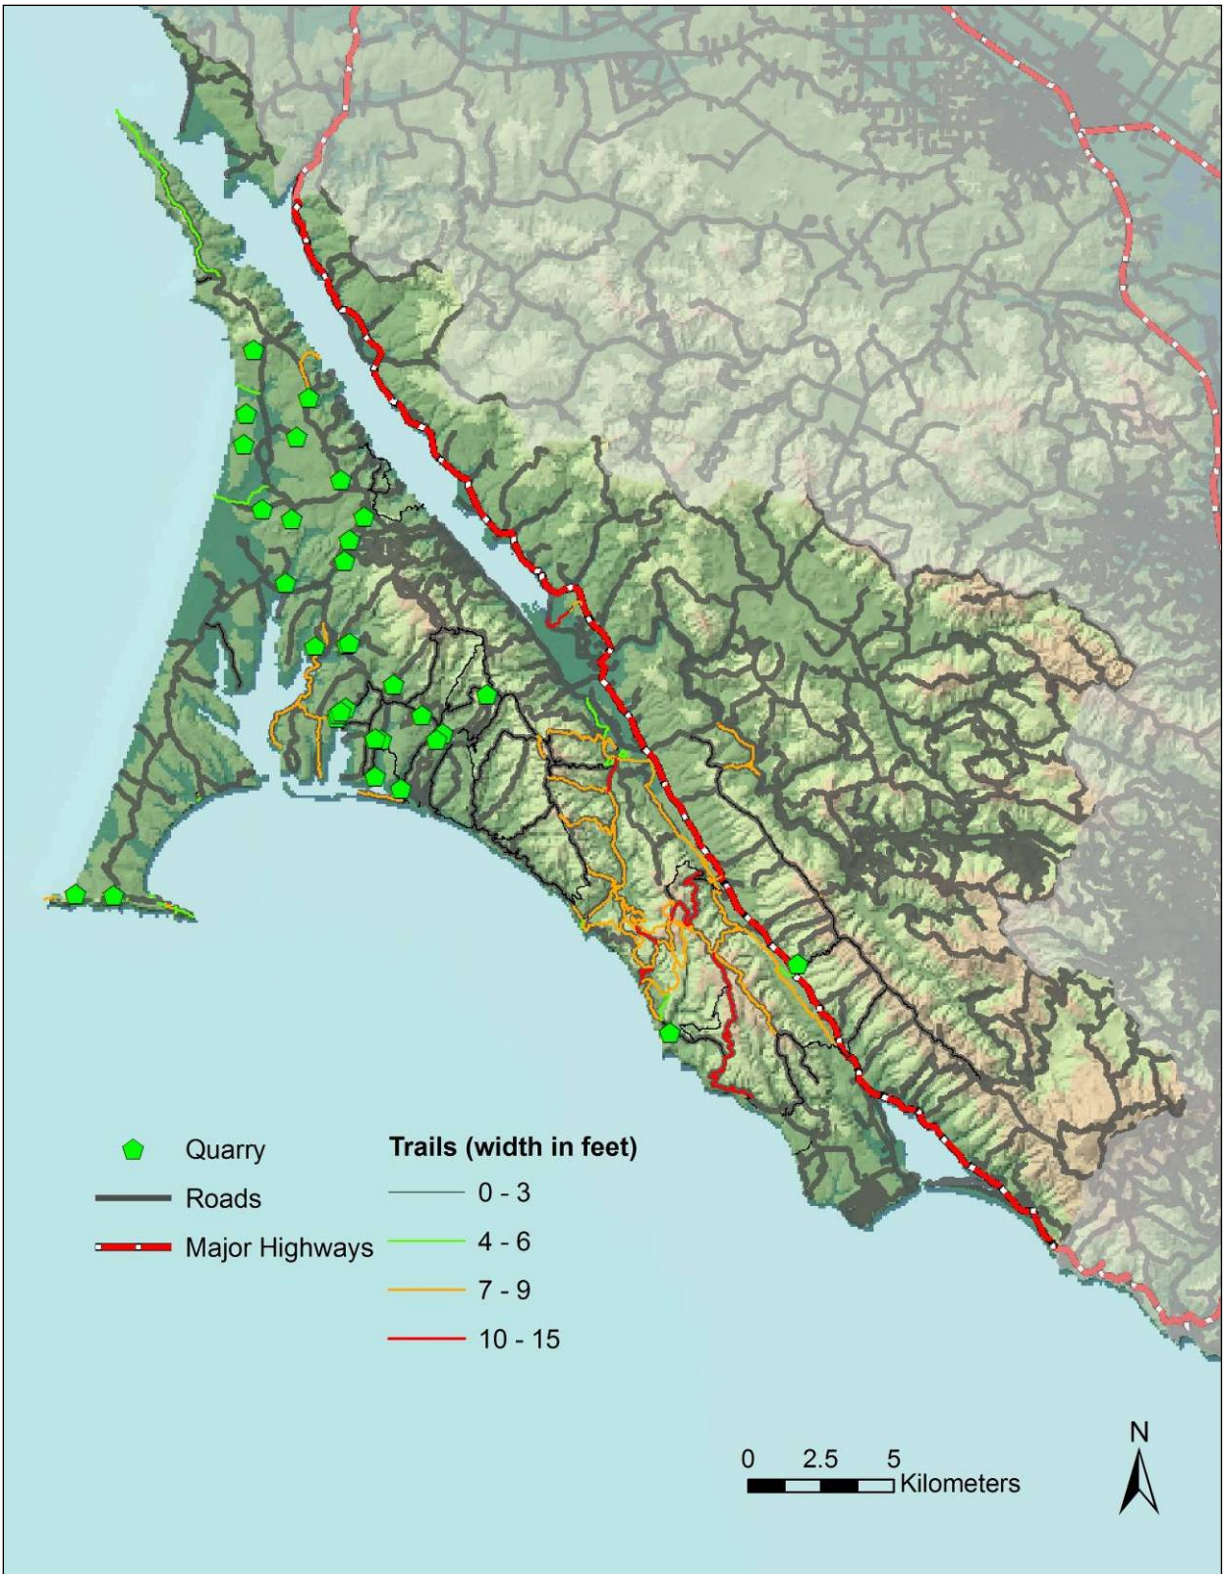 Quarry
Roads
Major Highways
Trails (width in feet)
0 - 3
4 - 6
7 - 9
10 - 15
0 2.5 5
Kilometers
N